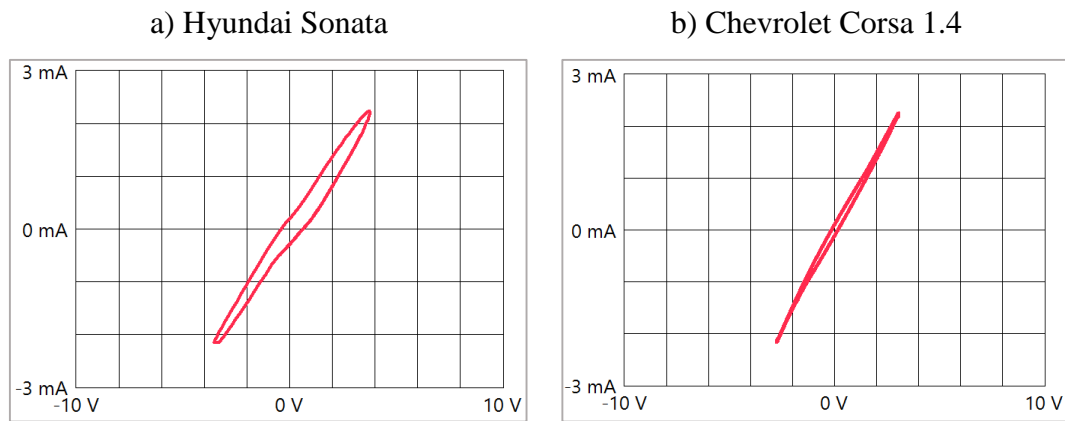 a) Hyundai Sonata
3 mA
0 mA
-3 mA
-10 V
0 V
10 V
b) Chevrolet Corsa 1.4
3 mA
0 mA
-3 mA
-10 V
0 V
10 V